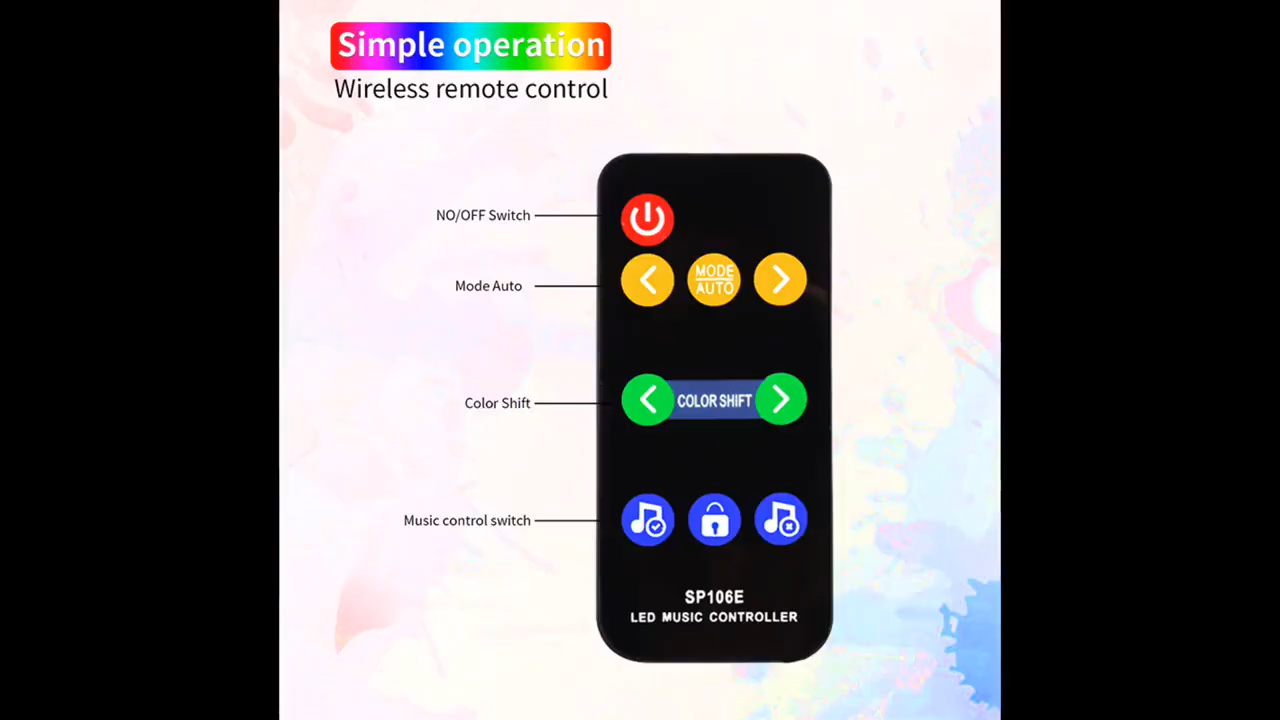 Simple operation
Wireless remote control
NO/OFF Switch
Mode Auto
MODE
AUTO
Color Shift
COLOR SHIFT
Music control switch
SP106E
LED MUSIC CONTROLLER